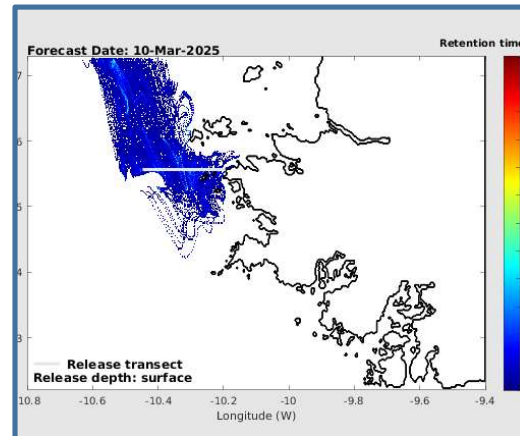 Forecast Date: 10-Mar-2025
Retention time
7
6
5
4
3
Release transect
Release depth: surface
10.8
-10.6
-10.4
-10.2
-10
-9.8
-9.6
-9.4
Longitude (W)